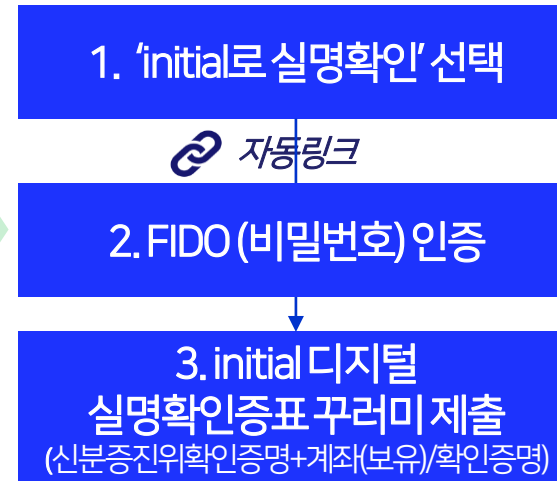 1. ‘initial로 실명확인’ 선택
자동링크
2. FIDO (비밀번호) 인증
3. initial 디지털
실명확인증표 꾸러미 제출
(신분증진위확인증명+계좌(보유)/확인증명)